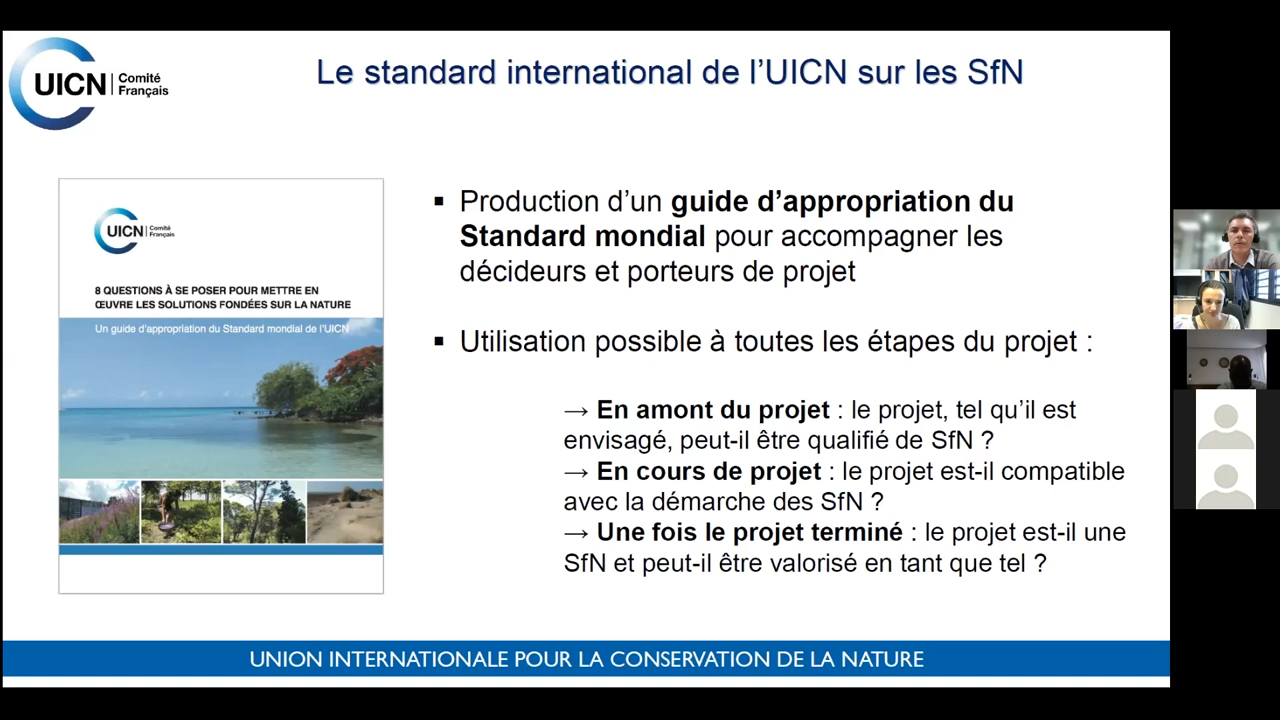 UICN Comité
Français
Le standard international de l'UICN sur les SfN
UICN Comité
Français
8 QUESTIONS À SE POSER POUR METTRE EN
ŒUVRE LES SOLUTIONS FONDÉES SUR LA NATURE
Un guide d'appropriation du Standard mondial de l'UICN
▪ Production d'un guide d'appropriation du
Standard mondial pour accompagner les
décideurs et porteurs de projet
▪ Utilisation possible à toutes les étapes du projet :
→ En amont du projet : le projet, tel qu'il est
envisagé, peut-il être qualifié de SfN ?
→ En cours de projet : le projet est-il compatible
avec la démarche des SfN ?
→ Une fois le projet terminé : le projet est-il une
SfN et peut-il être valorisé en tant que tel ?
UNION INTERNATIONALE POUR LA CONSERVATION DE LA NATURE